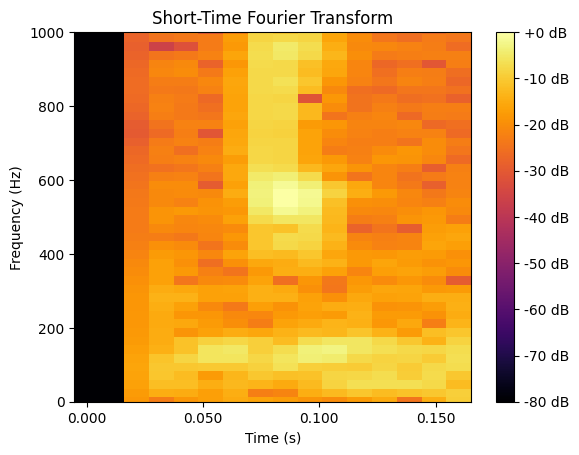 Short-Time Fourier Transform
1000
800
600
400
200
0
Frequency (Hz)
0.000
0.050
0.100
0.150
Time (s)
+0 dB
-10 dB
-20 dB
-30 dB
-40 dB
-50 dB
-60 dB
-70 dB
-80 dB